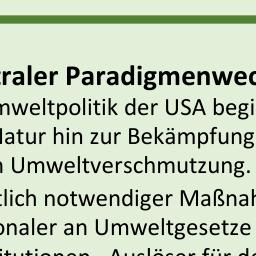 traler Paradigmenwec
mweltpolitik der USA begi
Natur hin zur Bekämpfung
n Umweltverschmutzung.
tlich notwendiger Maßnah
onaler an Umweltgesetze
titutionen. Auslöser für de